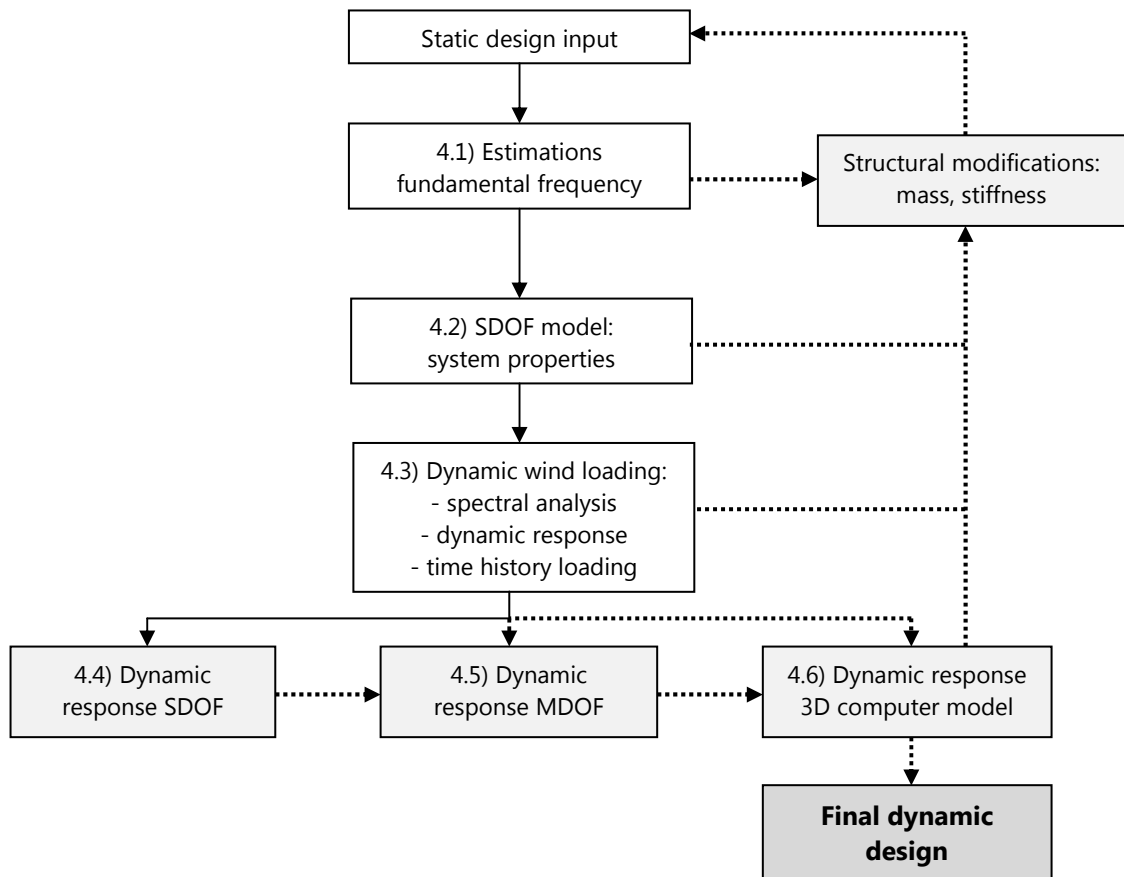 Static design input
4.1) Estimations
fundamental frequency
Structural modifications:
mass, stiffness
4.2) SDOF model:
system properties
4.3) Dynamic wind loading:
- spectral analysis
- dynamic response
- time history loading
4.4) Dynamic
response SDOF
4.5) Dynamic
response MDOF
4.6) Dynamic response
3D computer model
Final dynamic
design